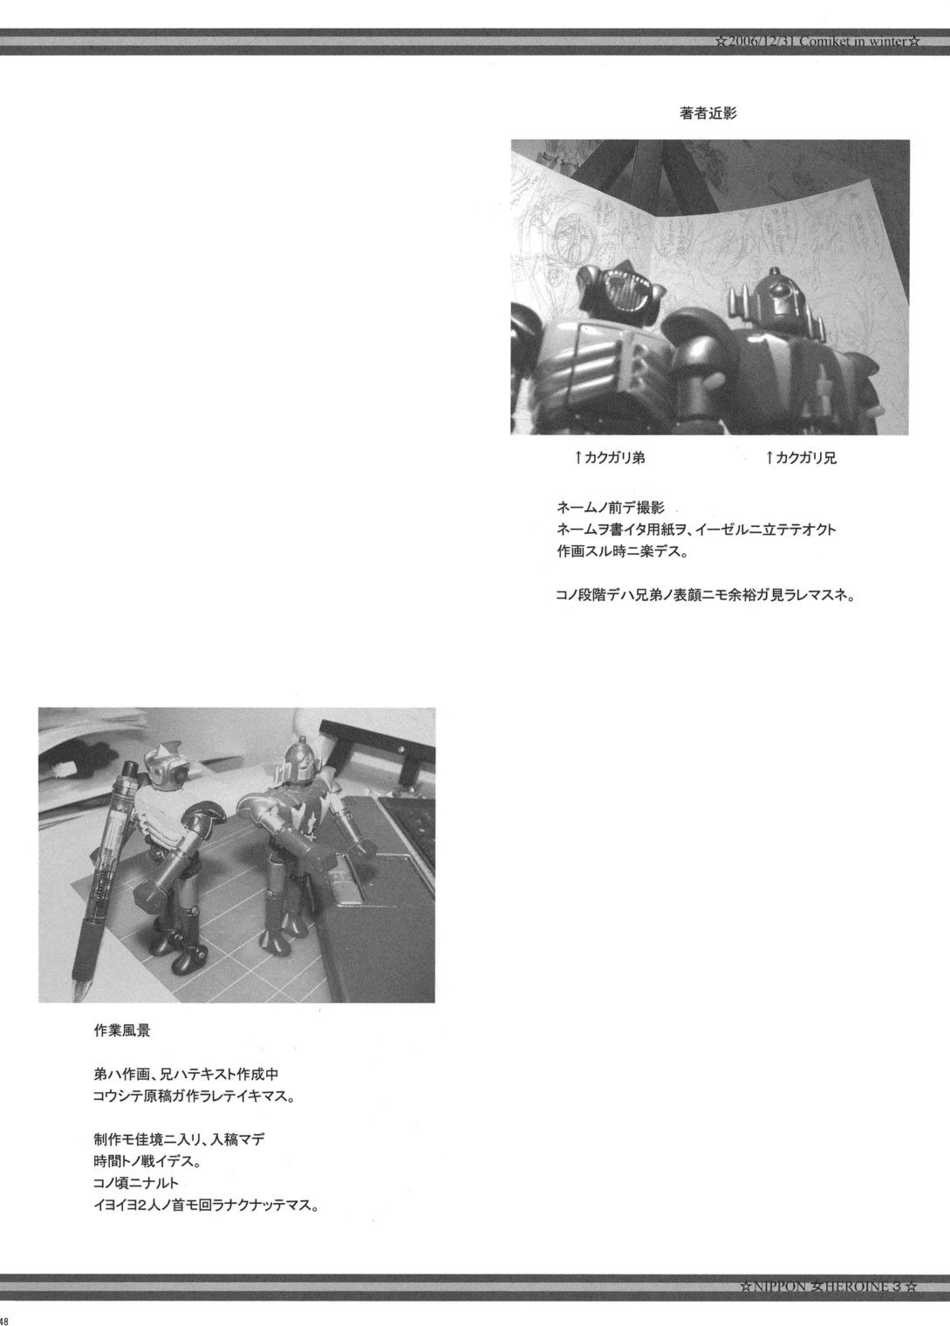 ☆2006/12/31 Comiket in winter☆
著者近影
↑カクガリ弟
↑カクガリ兄
ネームノ前デ撮影
ネームヲ書イタ用紙ヲ、イーゼルニ立テテオクト
作画スル時ニ楽デス。
コノ段階デハ兄弟ノ表顔ニモ余裕ガ見ラレマスネ。
作業風景
弟ハ作画、兄ハテキスト作成中
コウシテ原稿ガ作ラレテイキマス。
制作モ佳境ニ入リ、入稿マデ
時間トノ戦イデス。
コノ頃ニナルト
イヨイヨ2人ノ首モ回ラナクナッテマス。
☆NIPPON 女HEROINE３☆
48